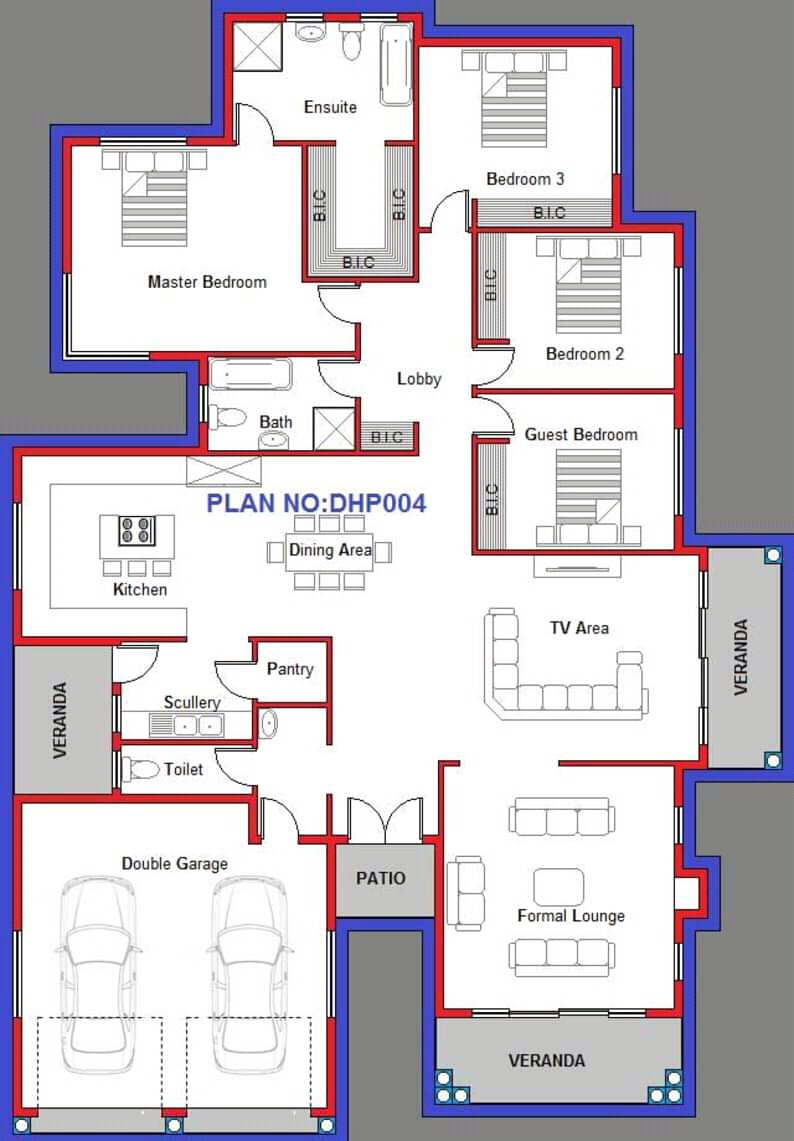 Ensuite
Bedroom 3
B.I.C
B.I.C
B.I.C
B.I.C
Master Bedroom
B.I.C
Bedroom 2
Lobby
Bath
B.I.C
Guest Bedroom
B.I.C
PLAN NO:DHP004
Dining Area
Kitchen
TV Area
VERANDA
Pantry
Scullery
VERANDA
Toilet
Double Garage
PATIO
Formal Lounge
VERANDA